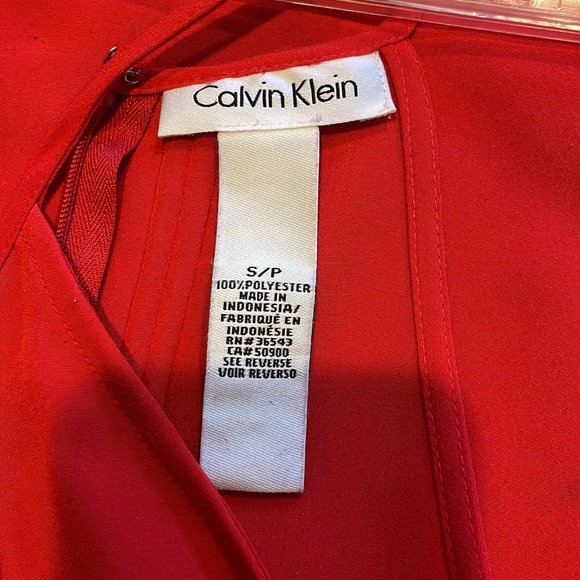 Calvin Klein
S/P
100%POLYESTER
MADE IN
INDONESIA/
FABRIQUÉ EN
INDONÉSIE
RN#36543
CA#50900
SEE REVERSE
VOIR REVERSO